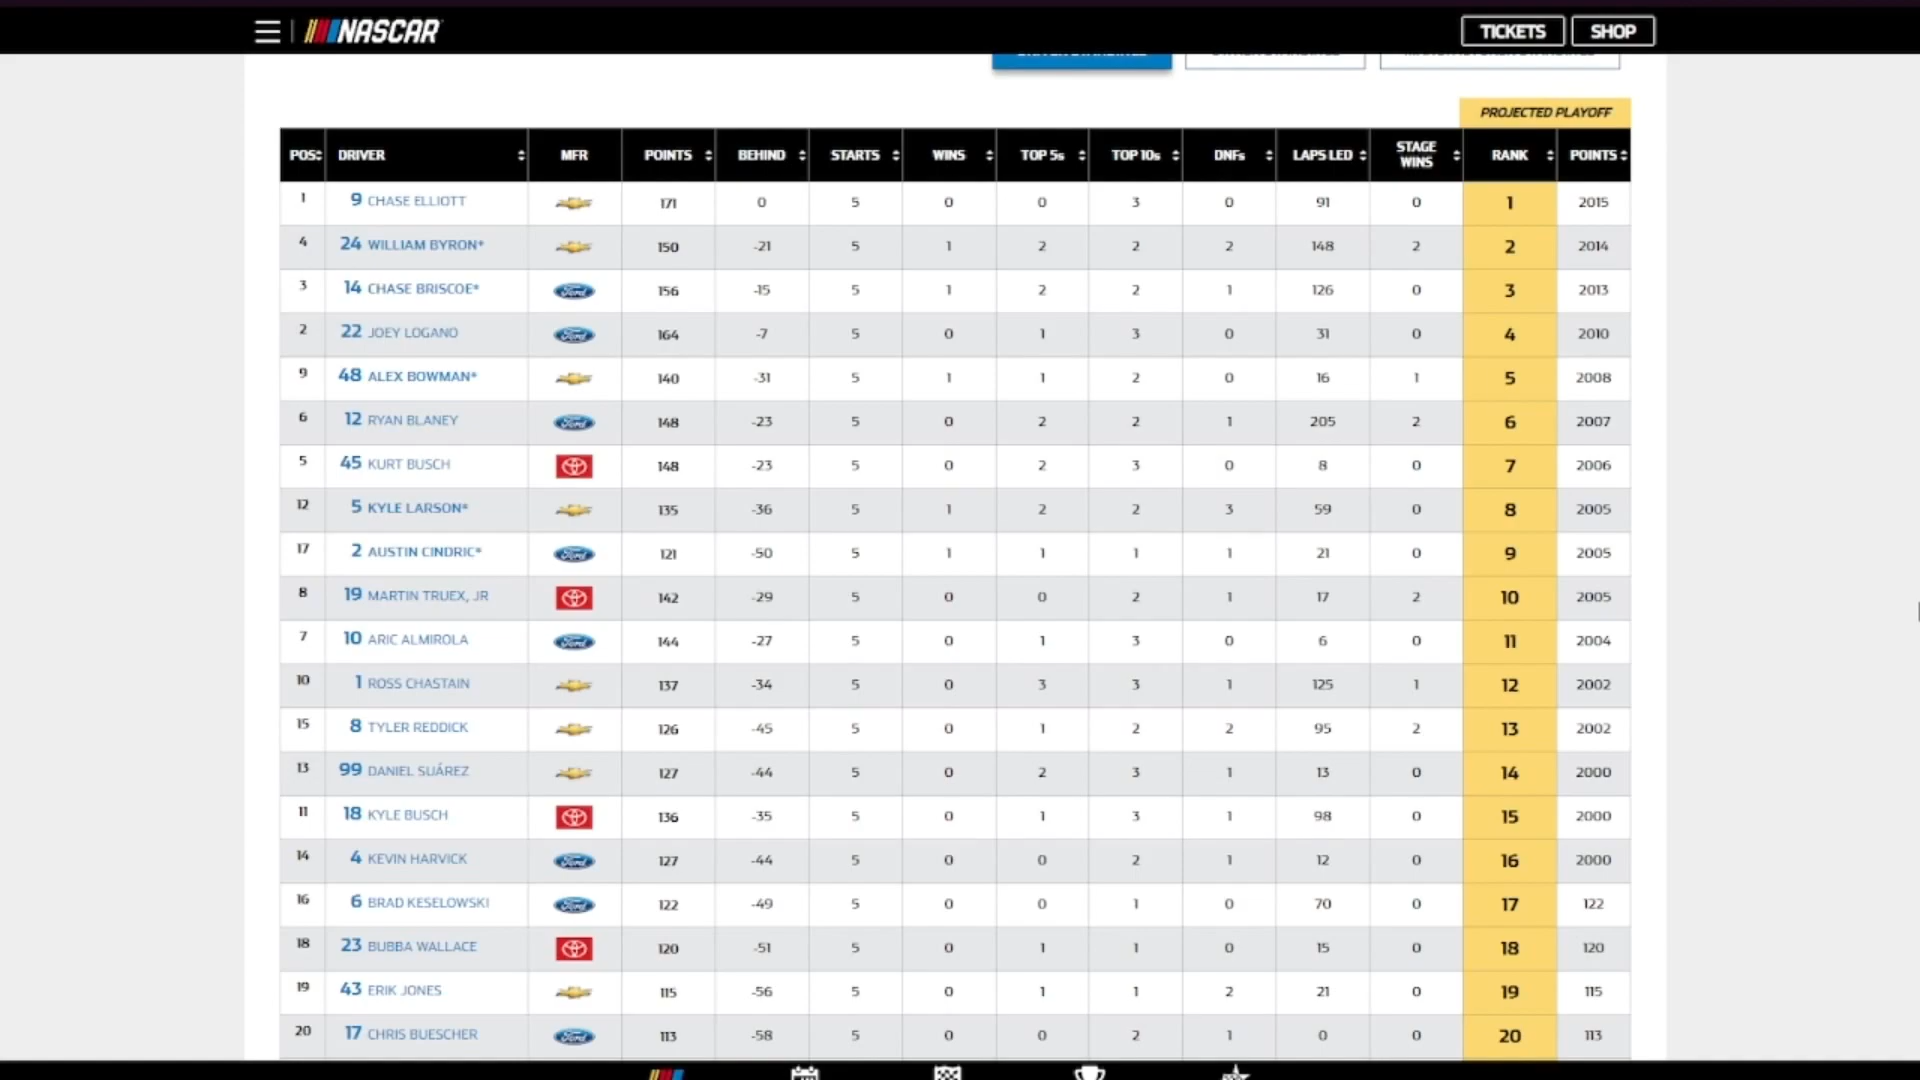 NASCAR TICKETS SHOP
PROJECTED PLAYOFF
POS DRIVER MFR POINTS BEHIND STARTS WINS TOP 5s TOP 10s DNFs LAPS LED STAGE WINS RANK POINTS
1 9 CHASE ELLIOTT 171 0 5 0 0 3 0 91 0 1 2015
4 24 WILLIAM BYRON* 150 -21 5 1 2 2 2 148 2 2 2014
3 14 CHASE BRISCOE* Ford 156 -15 5 1 2 2 1 126 0 3 2013
2 22 JOEY LOGANO Ford 164 -7 5 0 1 3 0 31 0 4 2010
9 48 ALEX BOWMAN* 140 -31 5 1 1 2 0 16 1 5 2008
6 12 RYAN BLANEY Ford 148 -23 5 0 2 2 1 205 2 6 2007
5 45 KURT BUSCH 148 -23 5 0 2 3 0 8 0 7 2006
12 5 KYLE LARSON* 135 -36 5 1 2 2 3 59 0 8 2005
17 2 AUSTIN CINDRIC* Ford 121 -50 5 1 1 1 1 21 0 9 2005
8 19 MARTIN TRUEX, JR 142 -29 5 0 0 2 1 17 2 10 2005
7 10 ARIC ALMIROLA Ford 144 -27 5 0 1 3 0 6 0 11 2004
10 1 ROSS CHASTAIN 137 -34 5 0 3 3 1 125 1 12 2002
15 8 TYLER REDDICK 126 -45 5 0 1 2 2 95 2 13 2002
13 99 DANIEL SUÁREZ 127 -44 5 0 2 3 1 13 0 14 2000
11 18 KYLE BUSCH 136 -35 5 0 1 3 1 98 0 15 2000
14 4 KEVIN HARVICK Ford 127 -44 5 0 0 2 1 12 0 16 2000
16 6 BRAD KESELOWSKI Ford 122 -49 5 0 0 1 0 70 0 17 122
18 23 BUBBA WALLACE 120 -51 5 0 1 1 0 15 0 18 120
19 43 ERIK JONES 115 -56 5 0 1 1 2 21 0 19 115
20 17 CHRIS BUESCHER Ford 113 -58 5 0 0 2 1 0 0 20 113